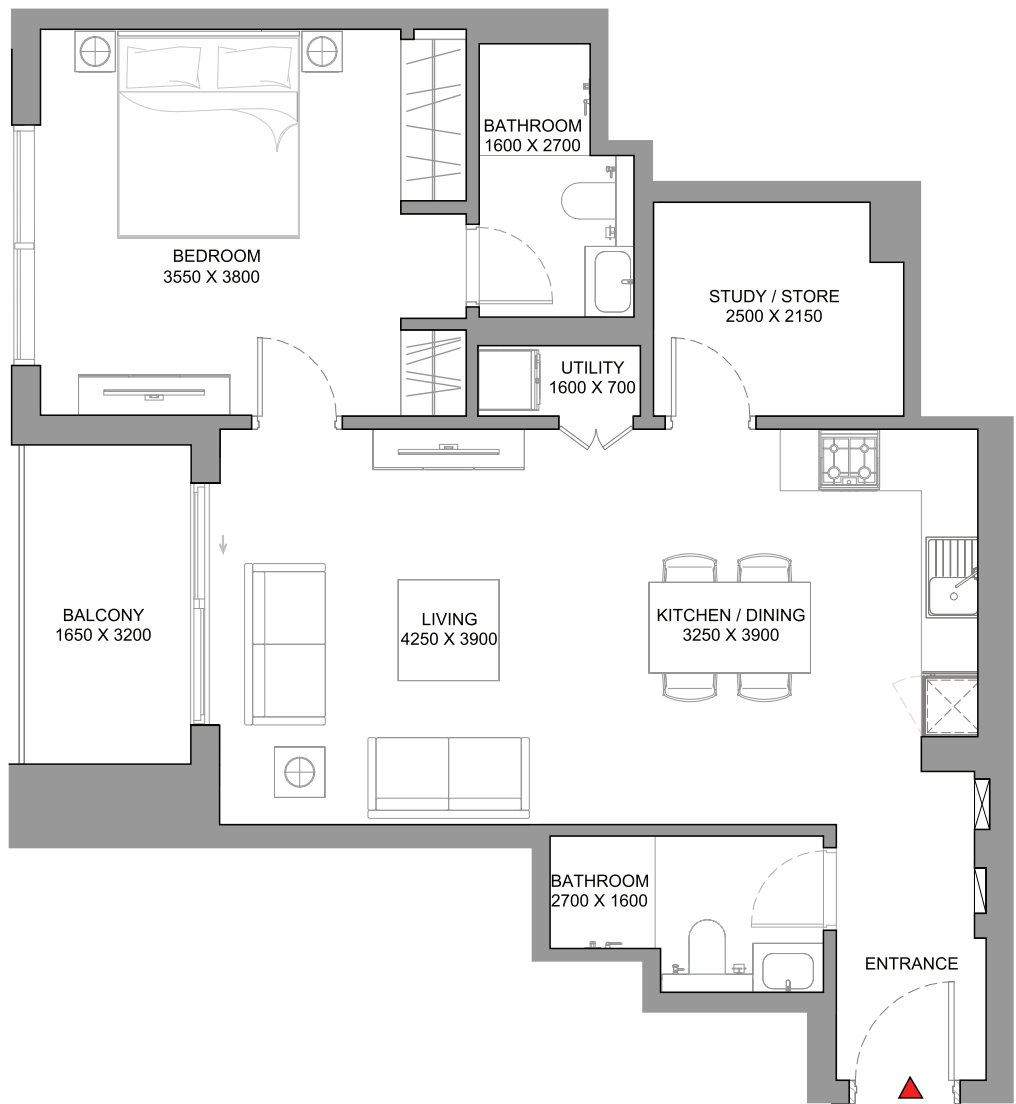 BATHROOM
1600 X 2700
BEDROOM
3550 X 3800
STUDY / STORE
2500 X 2150
UTILITY
1600 X 700
BALCONY
1650 X 3200
LIVING
4250 X 3900
KITCHEN / DINING
3250 X 3900
BATHROOM
2700 X 1600
ENTRANCE